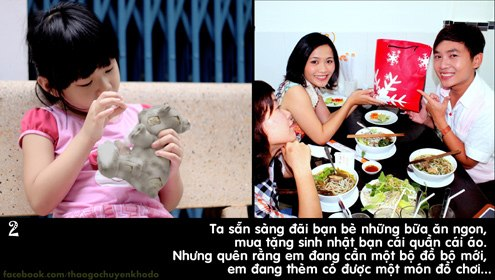 2
Ta sẵn sàng đãi bạn bè những bữa ăn ngon,
mua tặng sinh nhật bạn cái quần cái áo.
Nhưng quên rằng em đang cần một bộ đồ bộ mới,
em đang thèm có được một món đồ chơi...
facebook.com/thaogochuyenkhodo